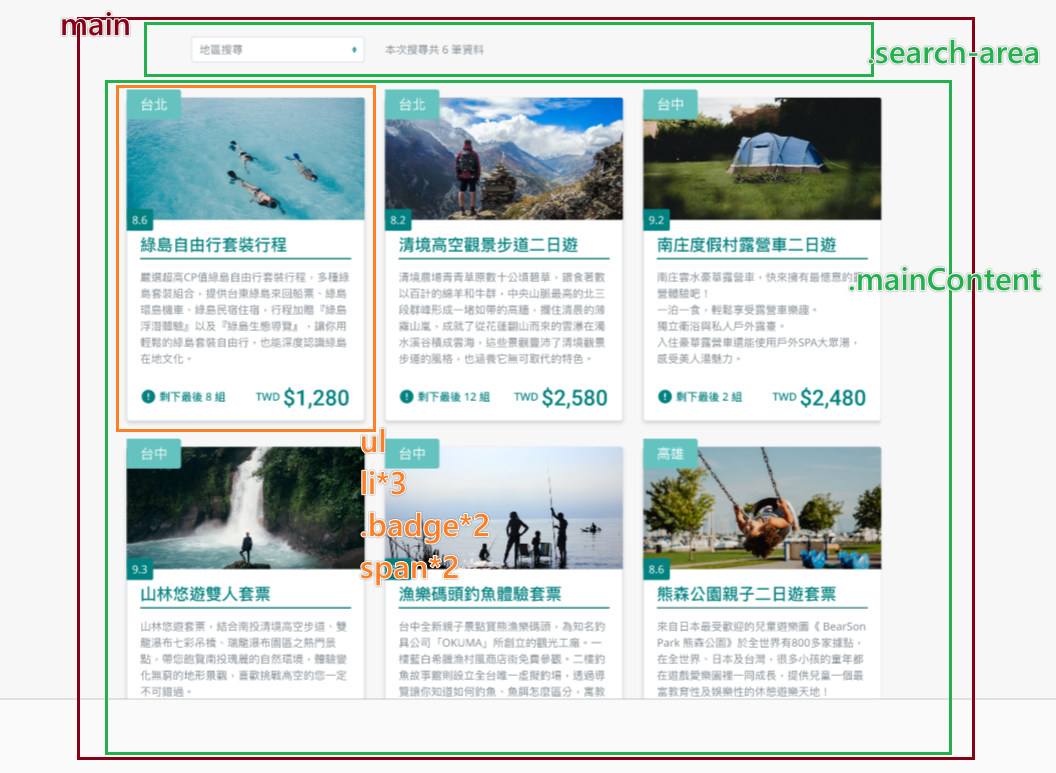 main
地區搜尋
本次搜尋共 6 筆資料
.search-area
.mainContent
台北
8.6
綠島自由行套裝行程
嚴選超高CP值綠島自由行套裝行程，多種綠
島套裝組合，提供台東綠島來回船票、綠島
環島機車、綠島民宿住宿，行程加贈『綠島
浮潛體驗』以及『綠島生態導覽』，讓你用
輕鬆的綠島套裝自由行，也能深度認識綠島
在地文化。
剩下最後 8 組
TWD $1,280
台北
8.2
清境高空觀景步道二日遊
清境農場青青草原數十公頃碧草，餵食著數
以百計的綿羊和牛群，中央山脈最高的北三
段群峰形成一堵如帶的高牆，攔住清晨的薄
霧山嵐，成就了從花蓮翻山而來的雲瀑在濁
水溪谷積成雲海，這些景觀豐沛了清境觀景
步道的風格，也涵養它無可取代的特色。
剩下最後 12 組
TWD $2,580
台中
9.2
南庄度假村露營車二日遊
南庄雲水豪華露營車，快來擁有最愜意的
營體驗吧！
一泊一食，輕鬆享受露營車樂趣。
獨立衛浴與私人戶外露臺。
入住豪華露營車還能使用戶外SPA大眾湯，
感受美人湯魅力。
剩下最後 2 組
TWD $2,480
ul
li*3
.badge*2
span*2
台中
9.3
山林悠遊雙人套票
山林悠遊套票，結合南投清境高空步道、雙
龍瀑布七彩吊橋、瑞龍瀑布園區之熱門景
點，帶您飽覽南投瑰麗的自然環境，體驗變
化無窮的地形景觀，喜歡挑戰高空的您一定
不可錯過。
台中
漁樂碼頭釣魚體驗套票
台中全新親子景點寶熊漁樂碼頭，為知名釣
具公司「OKUMA」所創立的觀光工廠。一
樓藍白希臘漁村風商店街免費參觀。二樓釣
魚故事館則設立全台唯一虛擬釣場，透過導
覽讓你知道如何釣魚、魚餌怎麼區分，寓教
高雄
8.6
熊森公園親子二日遊套票
來自日本最受歡迎的兒童遊樂園《 BearSon
Park 熊森公園》於全世界有800多家據點，
在全世界、日本及台灣，很多小孩的童年都
在遊戲愛樂園裡一同成長，提供兒童一個最
富教育性及娛樂性的休憩遊樂天地！